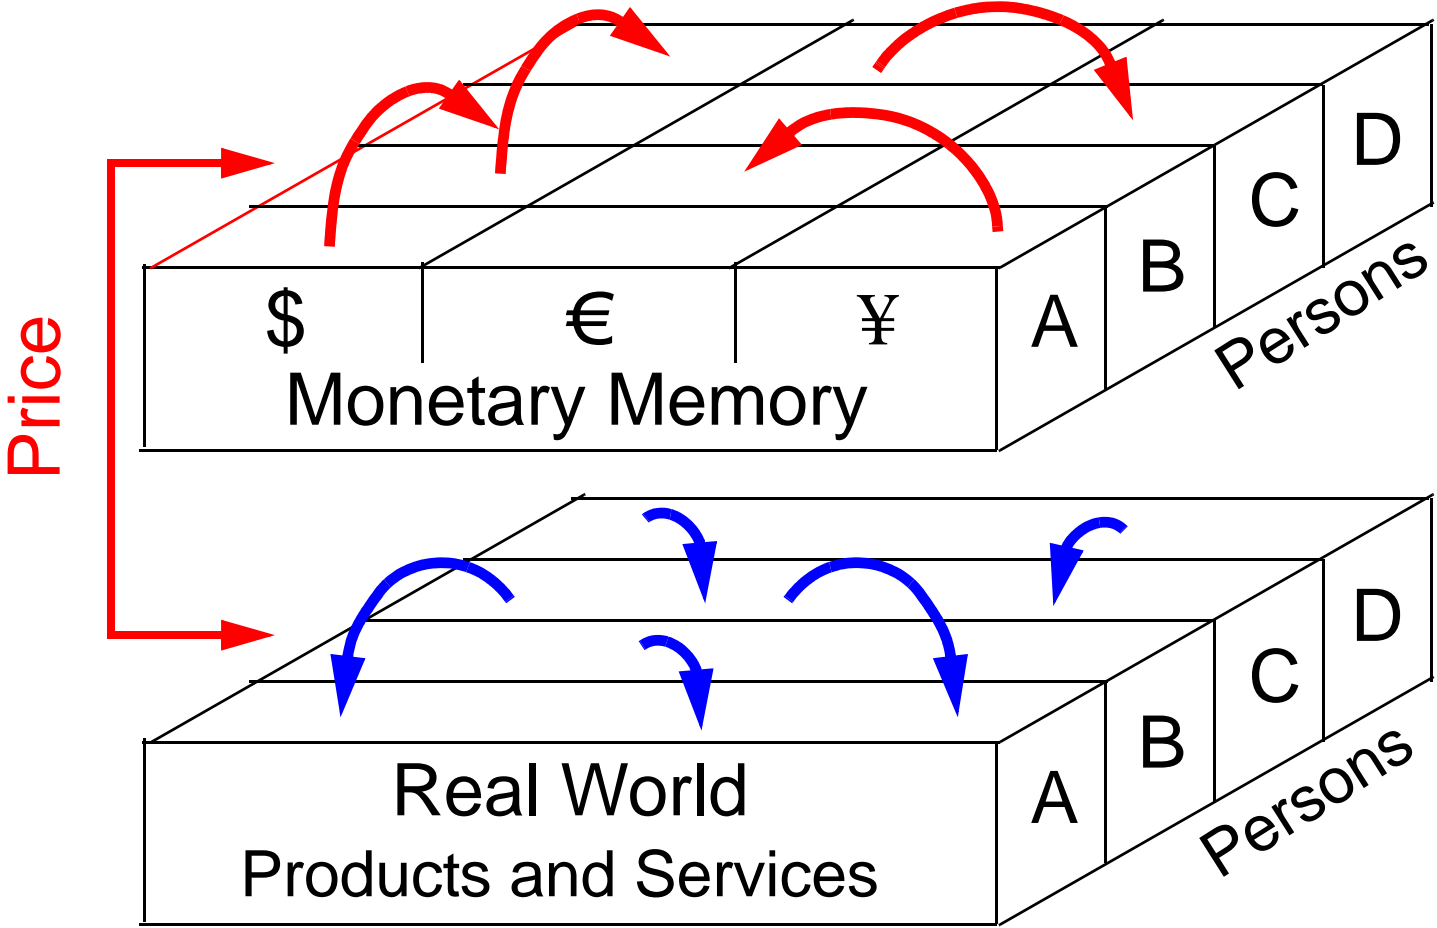 Price
$ € ¥
Monetary Memory
A
B
C
D
Persons
Real World
Products and Services
A
B
C
D
Persons